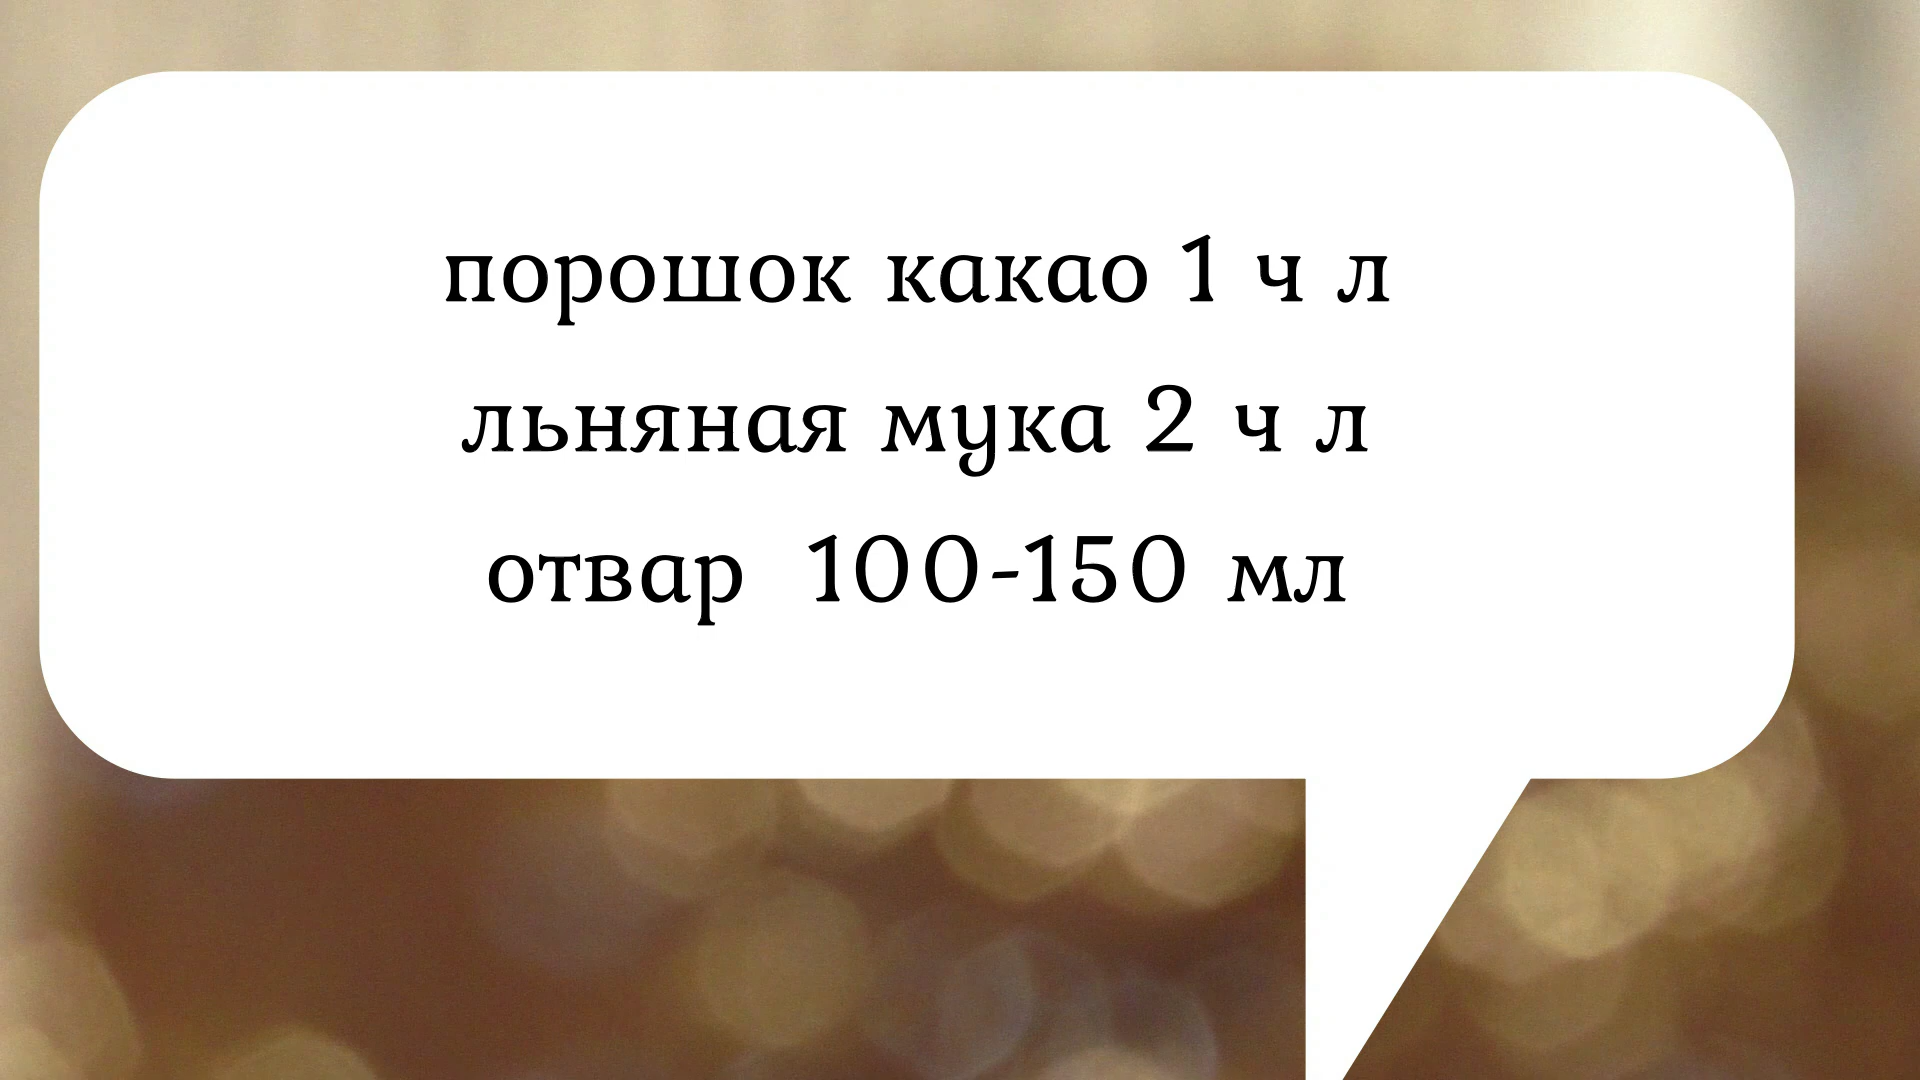 порошок какао 1 ч л
льняная мука 2 ч л
отвар 100-150 мл